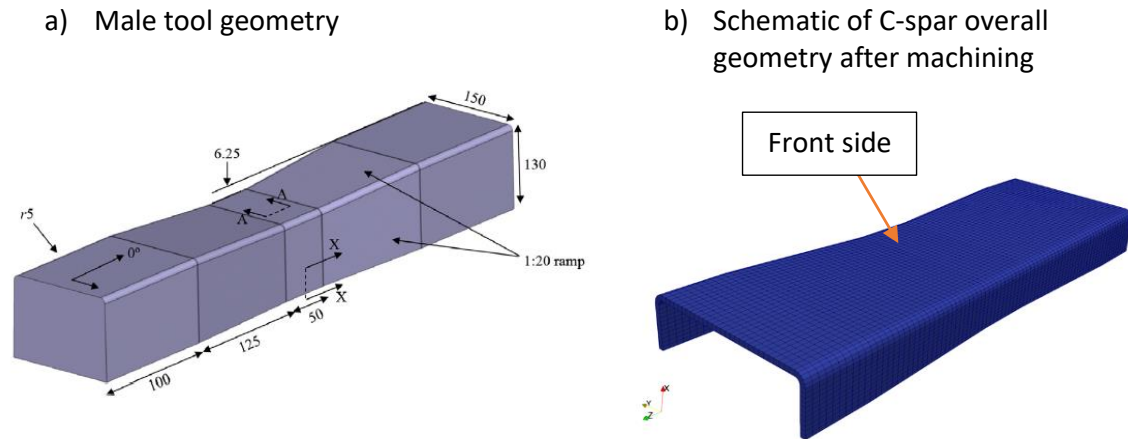 a) Male tool geometry
b) Schematic of C-spar overall
geometry after machining
150
6.25
130
r5
A
A
0°
X
X
1:20 ramp
50
125
100
Front side
X
Y
Z